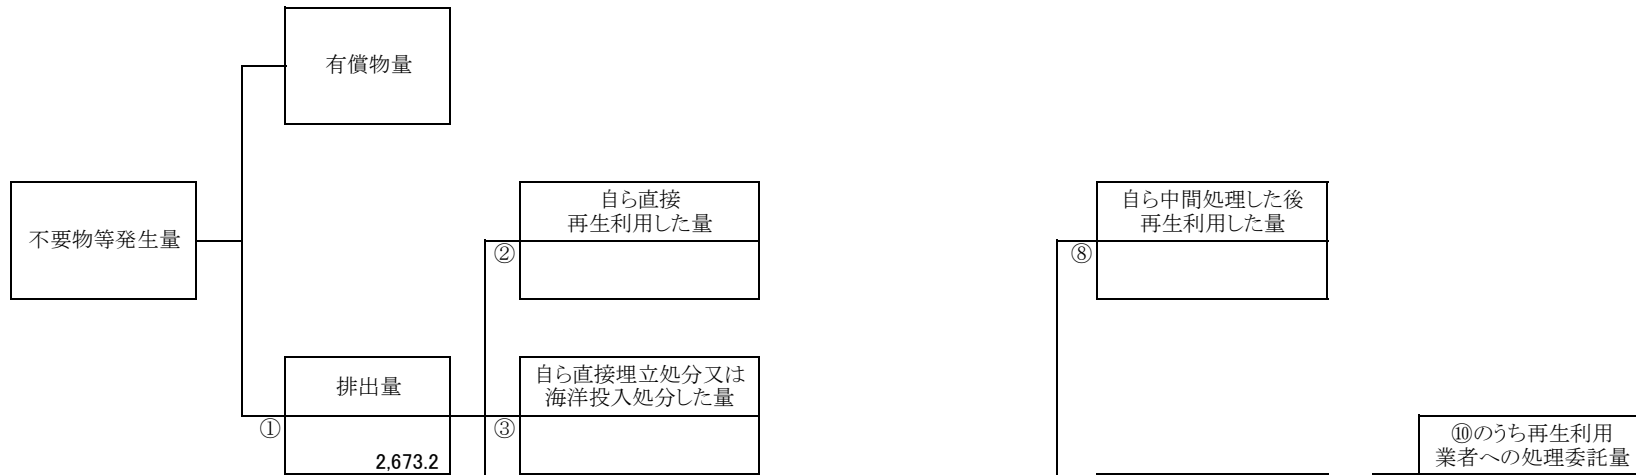 有償物量
不要物等発生量
自ら直接
再生利用した量
②
自ら中間処理した後
再生利用した量
⑧
排出量
①
2,673.2
自ら直接埋立処分又は
海洋投入処分した量
③
⑩のうち再生利用
業者への処理委託量